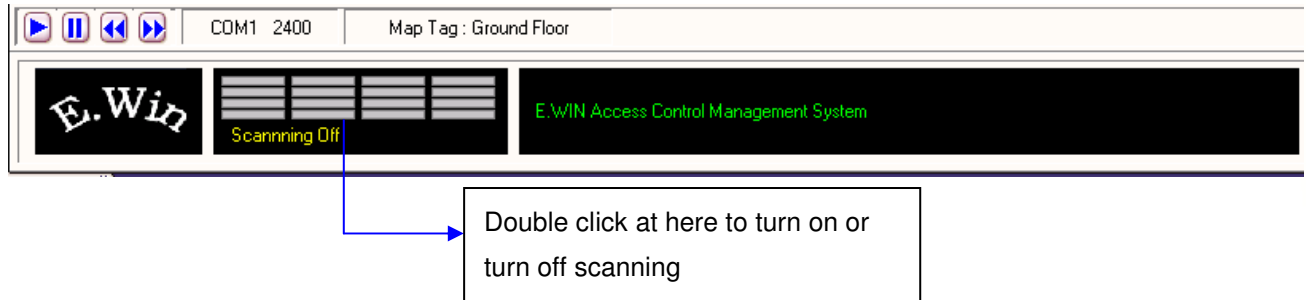 COM1 2400 Map Tag : Ground Floor
E.Win
E.WIN Access Control Management System
Scannning Off
Double click at here to turn on or
turn off scanning